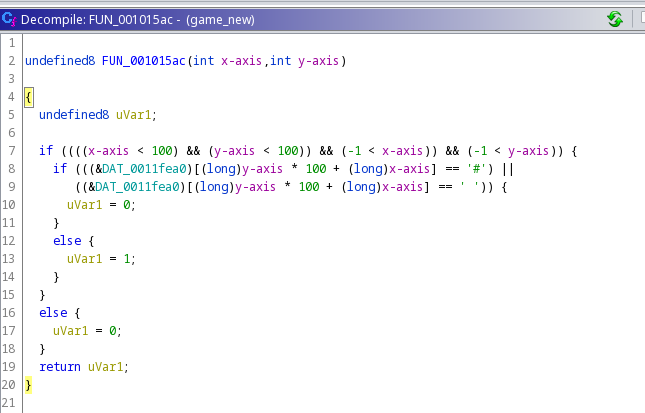 Decompile: FUN_001015ac - (game_new)
1
2 undefined8 FUN_001015ac(int x-axis,int y-axis)
3
4 {
5 undefined8 uVar1;
6
7 if ((((x-axis < 100) && (y-axis < 100)) && (-1 < x-axis)) && (-1 < y-axis)) {
8 if (((&DAT_0011fea0)[(long)y-axis * 100 + (long)x-axis] == '#') ||
9 ((&DAT_0011fea0)[(long)y-axis * 100 + (long)x-axis] == ' ')) {
10 uVar1 = 0;
11 }
12 else {
13 uVar1 = 1;
14 }
15 }
16 else {
17 uVar1 = 0;
18 }
19 return uVar1;
20 }
21